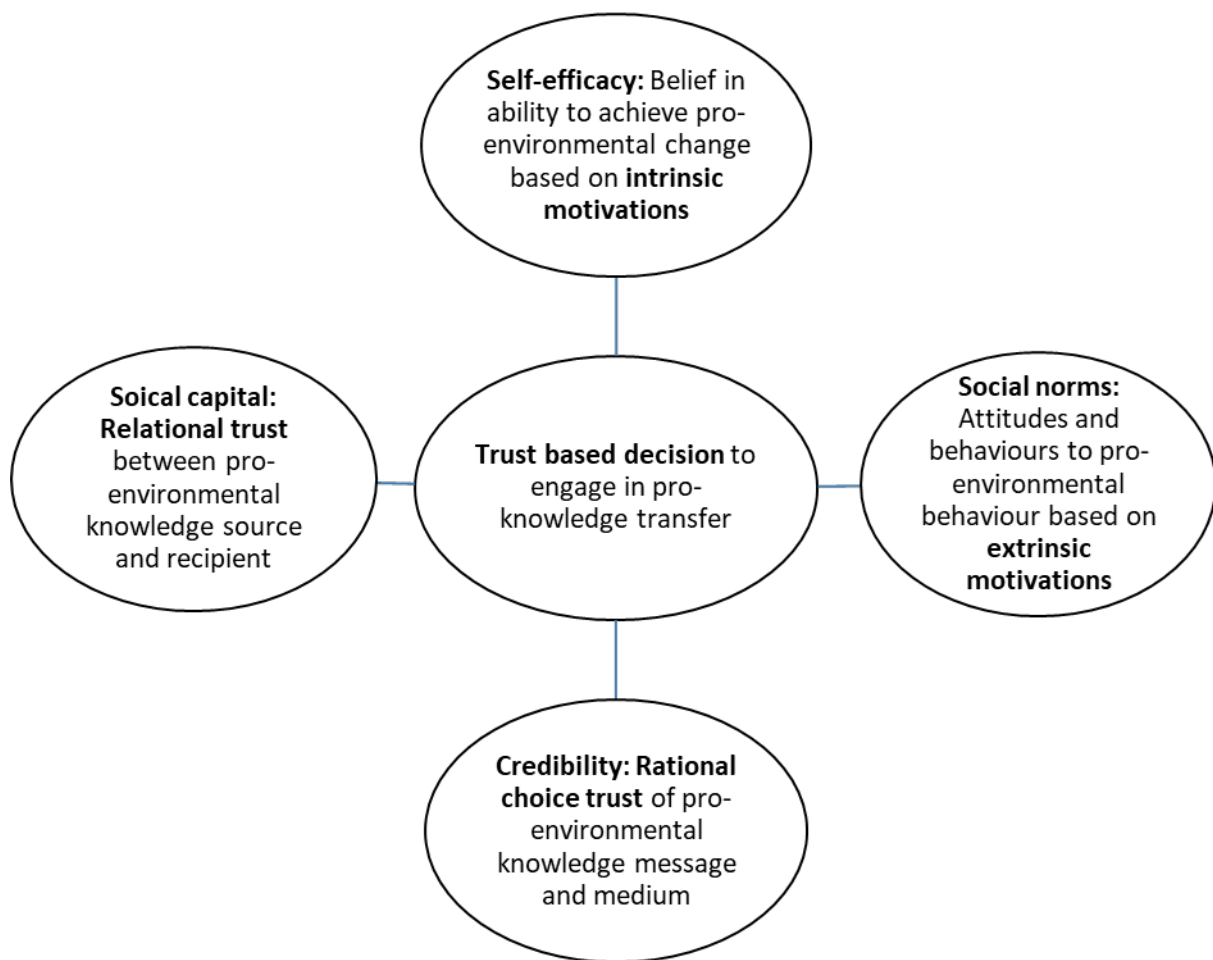 Self-efficacy: Belief in
ability to achieve pro-
environmental change
based on intrinsic
motivations
Soical capital:
Relational trust
between pro-
environmental
knowledge source
and recipient
Trust based decision to
engage in pro-
knowledge transfer
Social norms:
Attitudes and
behaviours to pro-
environmental
behaviour based on
extrinsic
motivations
Credibility: Rational
choice trust of pro-
environmental
knowledge message
and medium